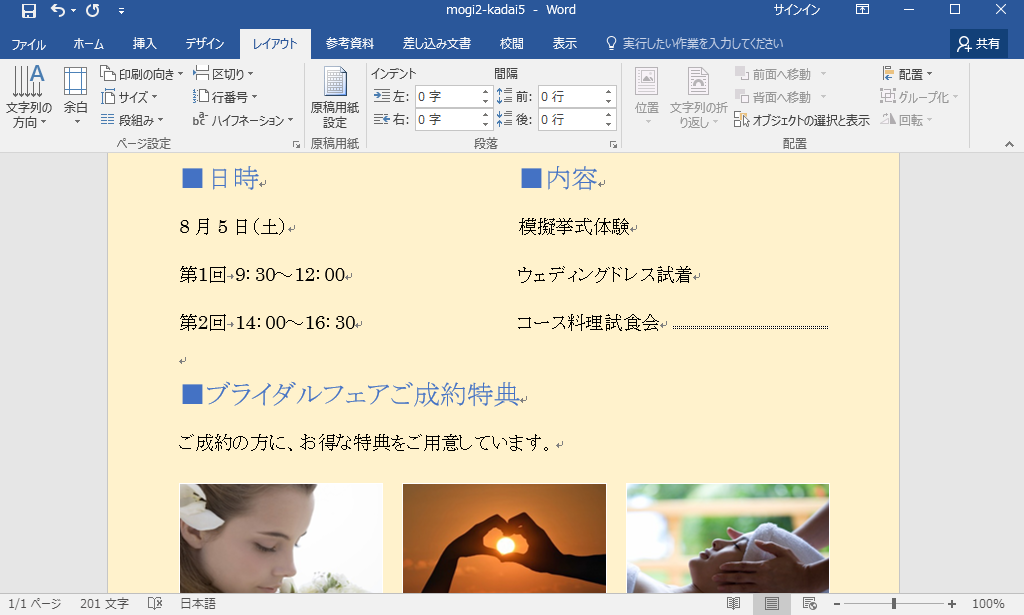 mogi2-kadai5 - Word
サインイン
ファイル ホーム 挿入 デザイン レイアウト 参考資料 差し込み文書 校閲 表示 実行したい作業を入力してください 共有
文字列の方向
余白
印刷の向き
サイズ
段組み
区切り
行番号
ハイフネーション
ページ設定
原稿用紙設定
原稿用紙
インデント
左: 0 字
右: 0 字
間隔
前: 0 行
後: 0 行
段落
位置
文字列の折り返し
前面へ移動
背面へ移動
オブジェクトの選択と表示
配置
グループ化
回転
配置
■日時
8月5日(土)
第1回→9:30～12:00
第2回→14:00～16:30
■内容
模擬挙式体験
ウェディングドレス試着
コース料理試食会
■ブライダルフェアご成約特典
ご成約の方に、お得な特典をご用意しています。
1/1 ページ 201 文字 日本語 100%